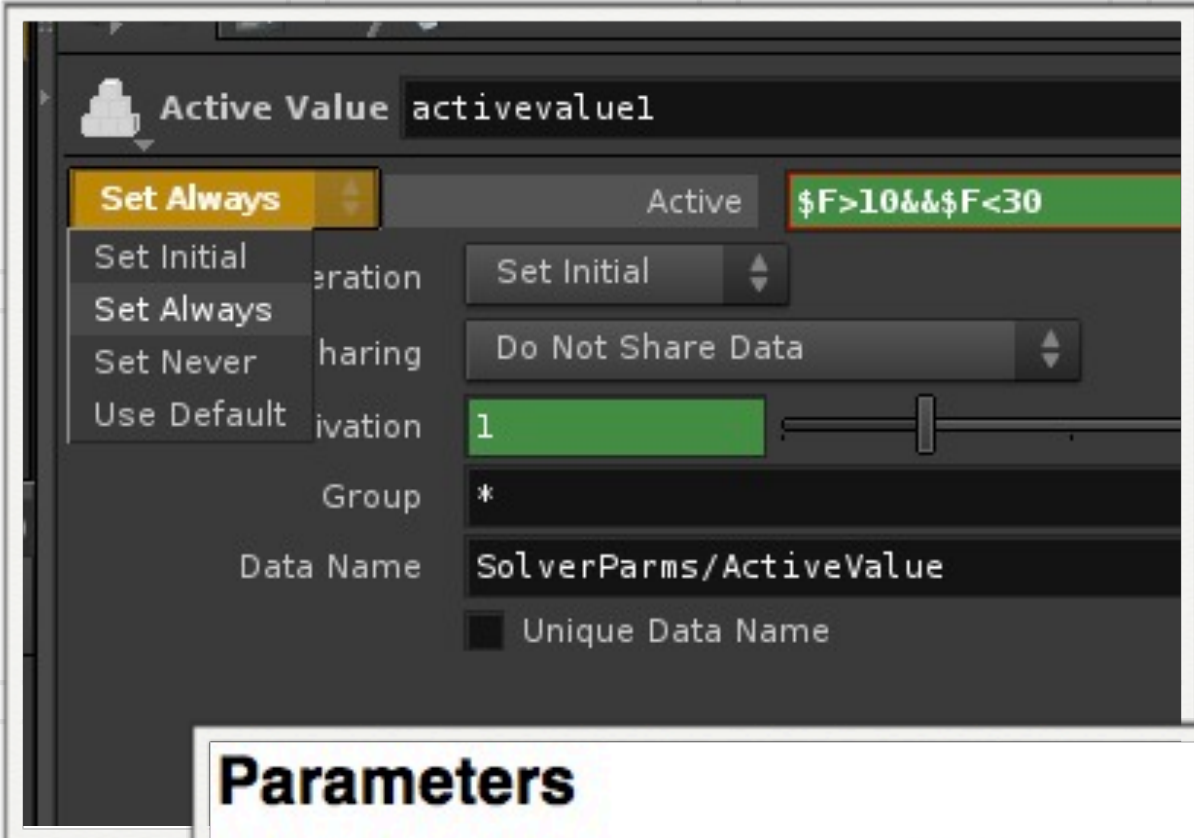 Active Value activevalue1
Set Always Active $F>10&&$F<30
Set Initial
eration Set Initial
Set Always
Set Never
haring Do Not Share Data
Use Default
ivation 1
Group *
Data Name SolverParms/ActiveValue
Unique Data Name
Parameters